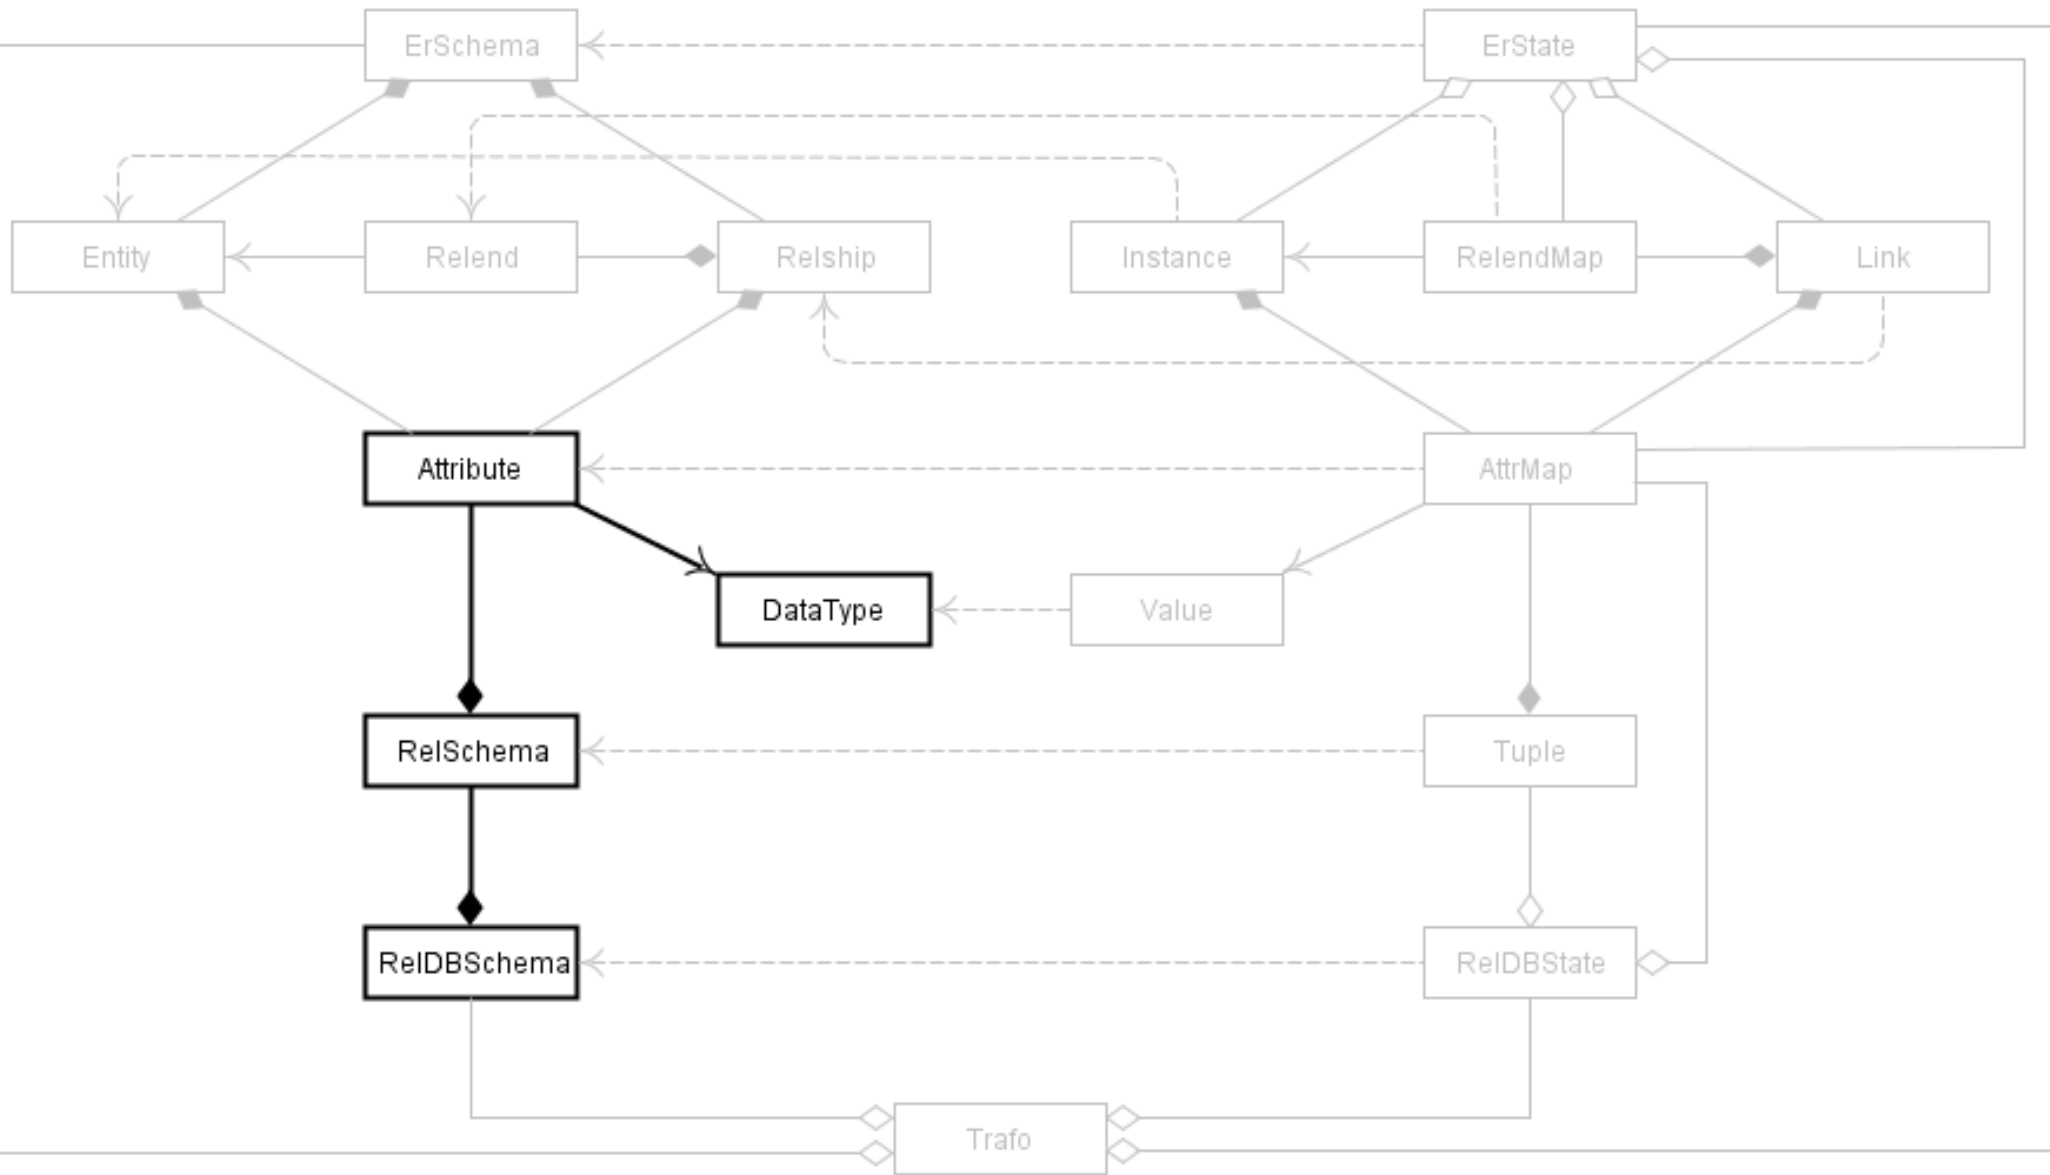 ErSchema
ErState
Entity
Relend
Relship
Instance
RelendMap
Link
Attribute
AttrMap
DataType
Value
RelSchema
Tuple
RelDBSchema
RelDBState
Trafo